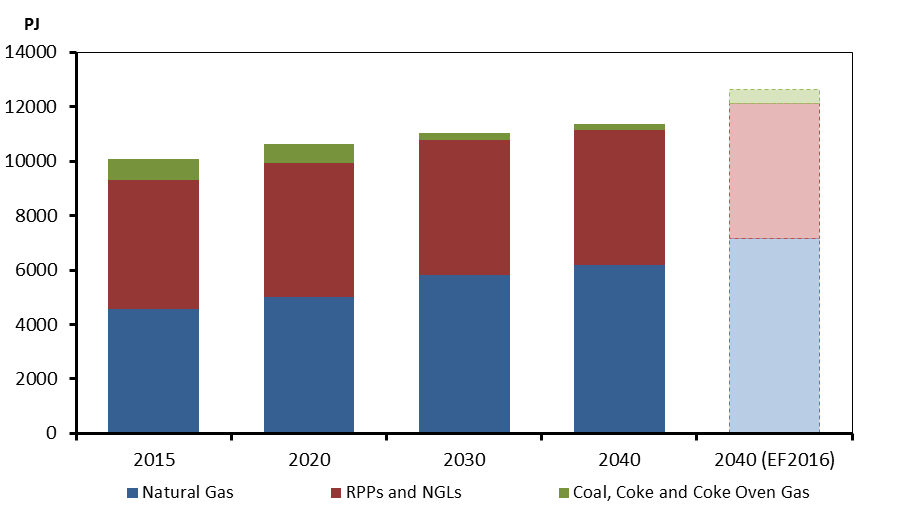 PJ
14000
12000
10000
8000
6000
4000
2000
0
2015 2020 2030 2040 2040 (EF2016)
Natural Gas RPPs and NGLs Coal, Coke and Coke Oven Gas